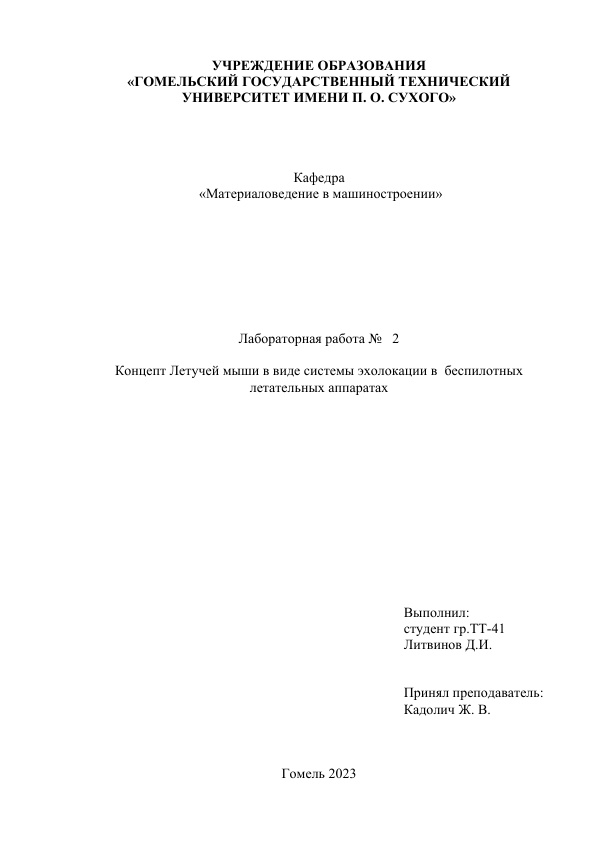 УЧРЕЖДЕНИЕ ОБРАЗОВАНИЯ
«ГОМЕЛЬСКИЙ ГОСУДАРСТВЕННЫЙ ТЕХНИЧЕСКИЙ
УНИВЕРСИТЕТ ИМЕНИ П. О. СУХОГО»
Кафедра
«Материаловедение в машиностроении»
Лабораторная работа № 2
Концепт Летучей мыши в виде системы эхолокации в беспилотных
летательных аппаратах
Выполнил:
студент гр.ТТ-41
Литвинов Д.И.
Принял преподаватель:
Кадолич Ж. В.
Гомель 2023